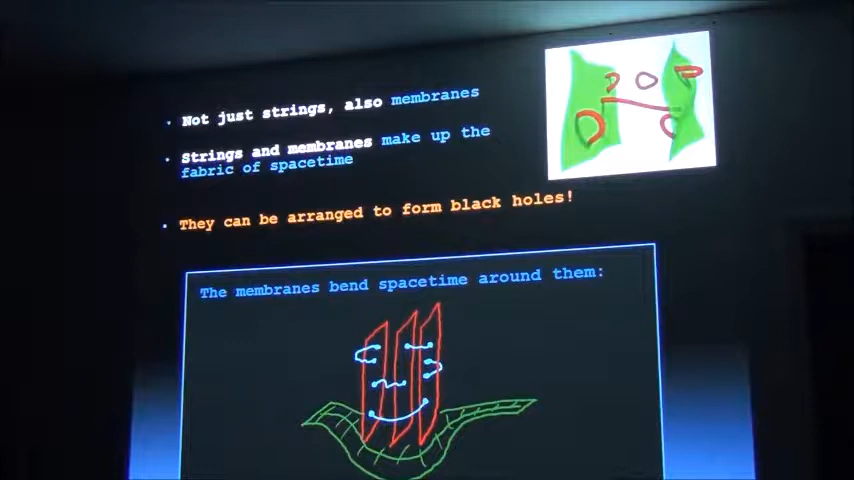 Not just strings, also membranes
Strings and membranes make up the
fabric of spacetime
They can be arranged to form black holes!
The membranes bend spacetime around them: